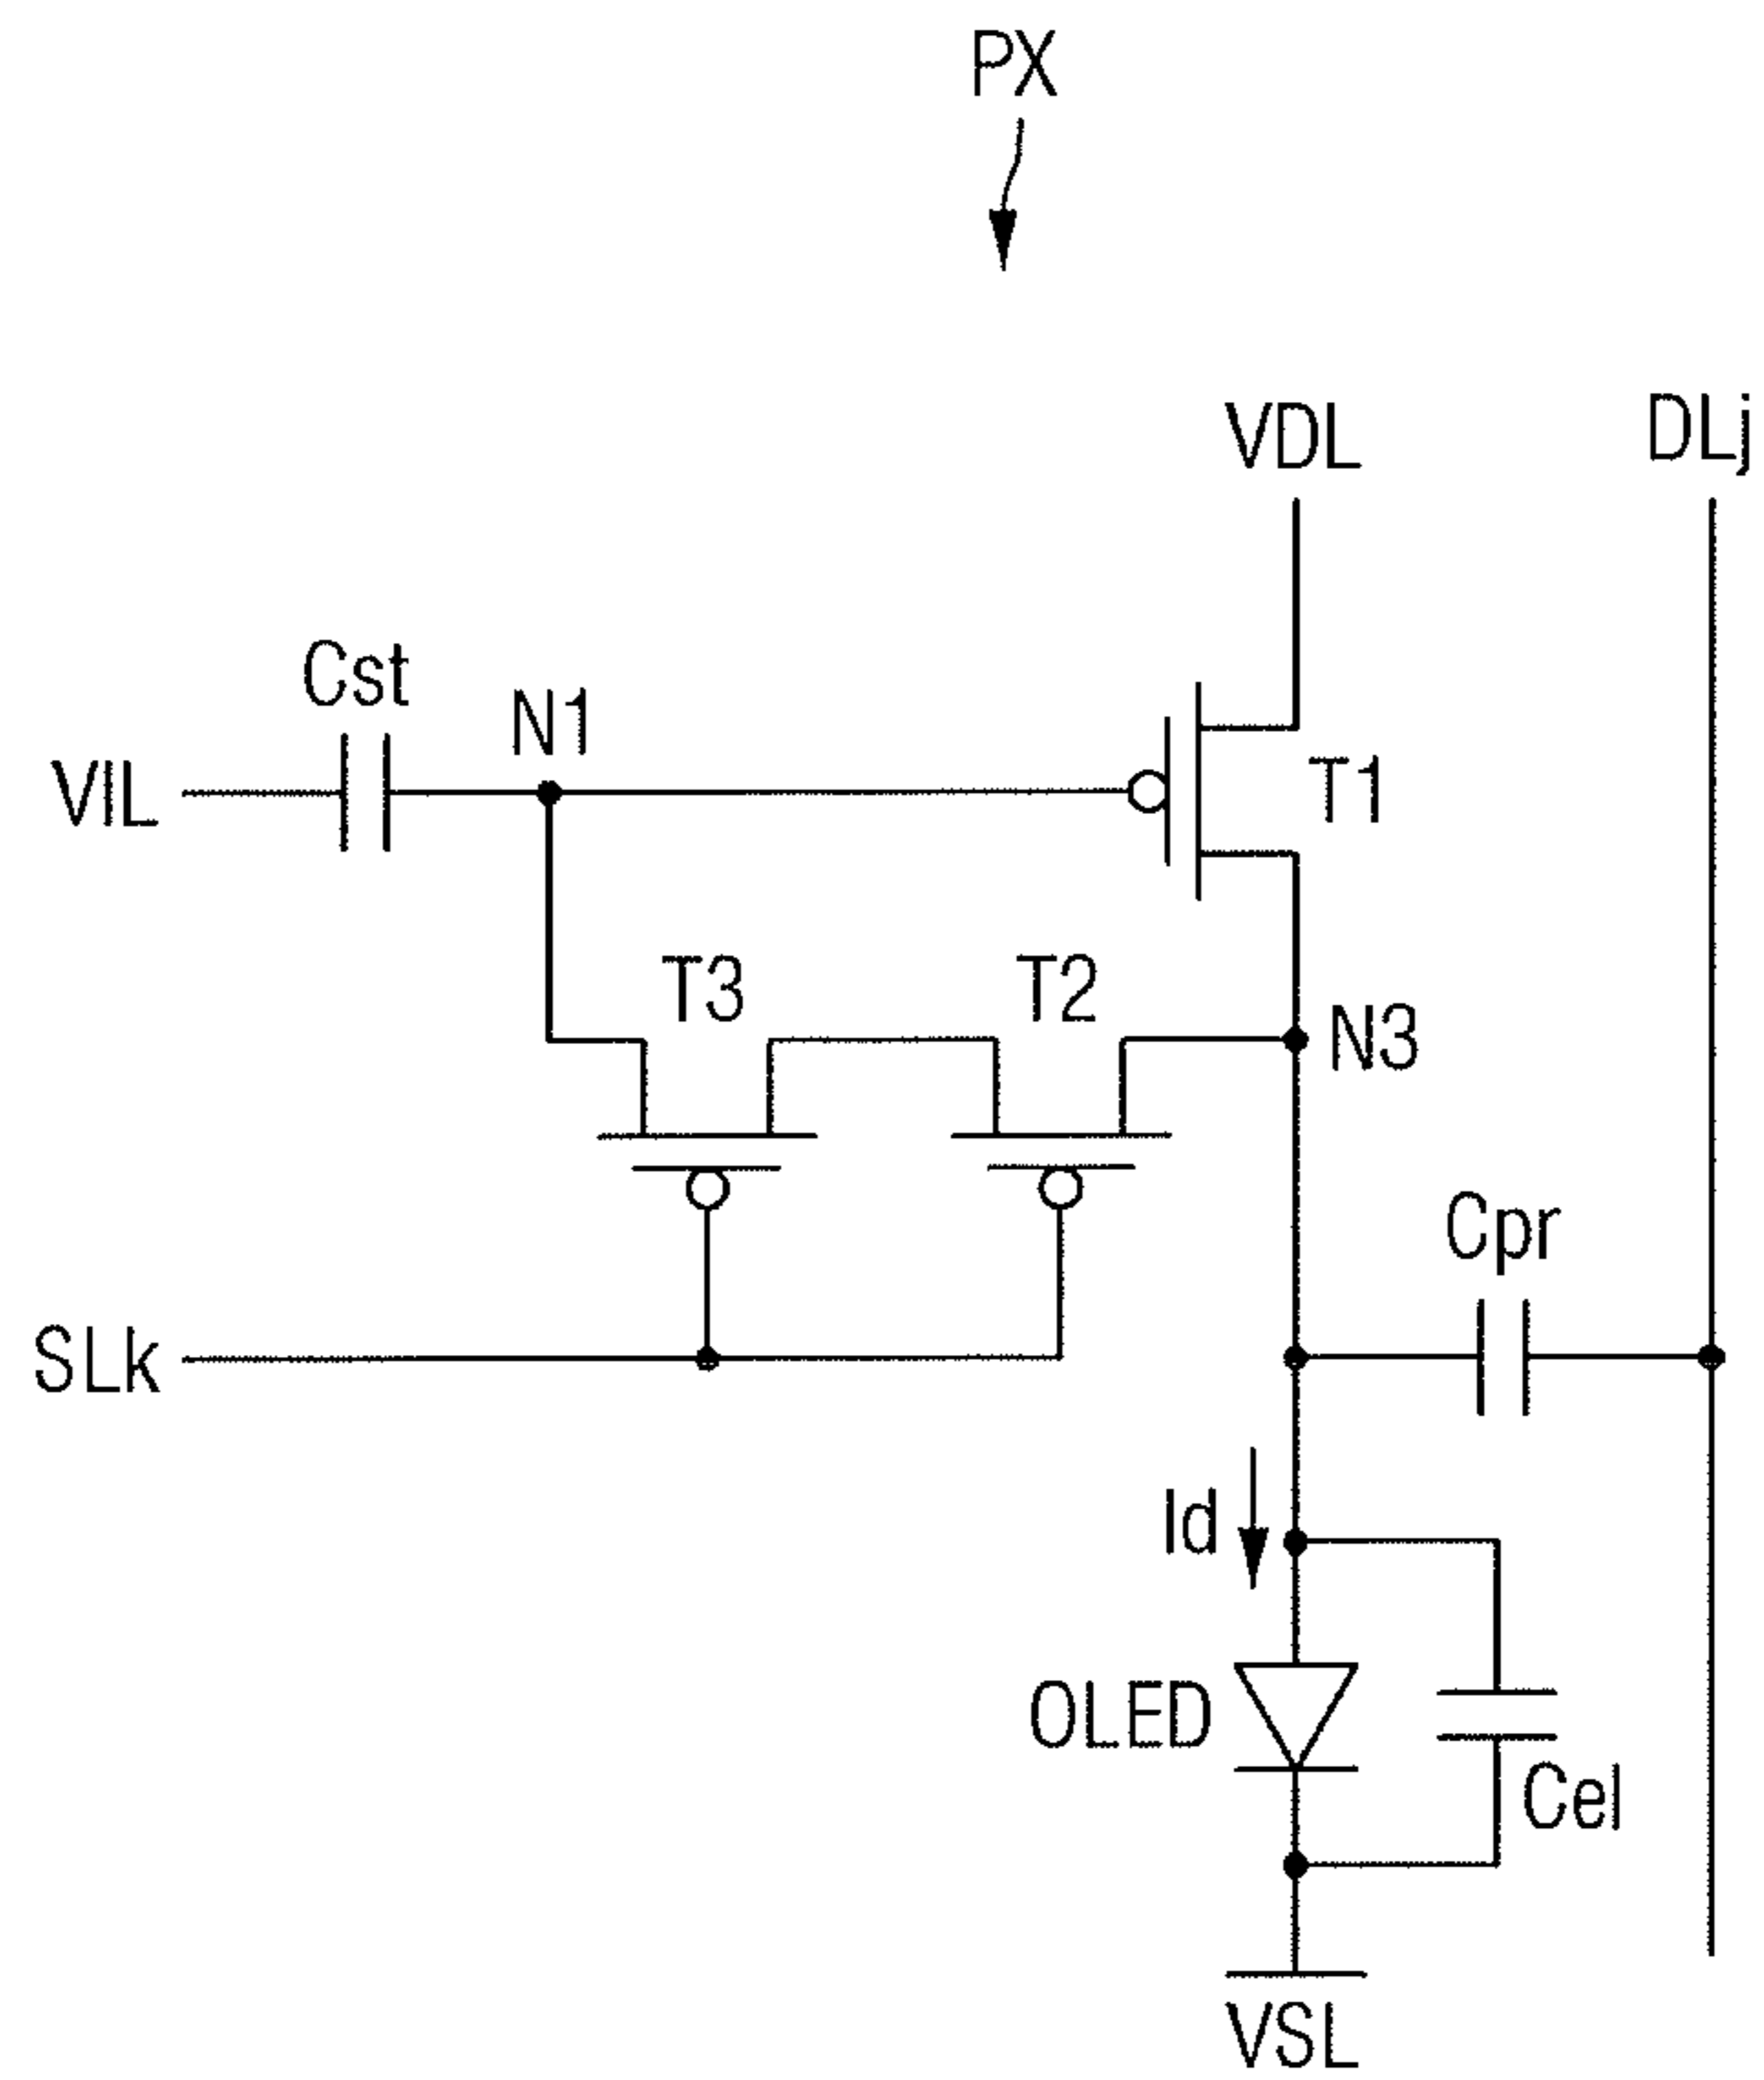 PX
VDL
DLj
Cst
N1
VIL
T1
T3
T2
N3
Cpr
SLk
Id
OLED
Cel
VSL